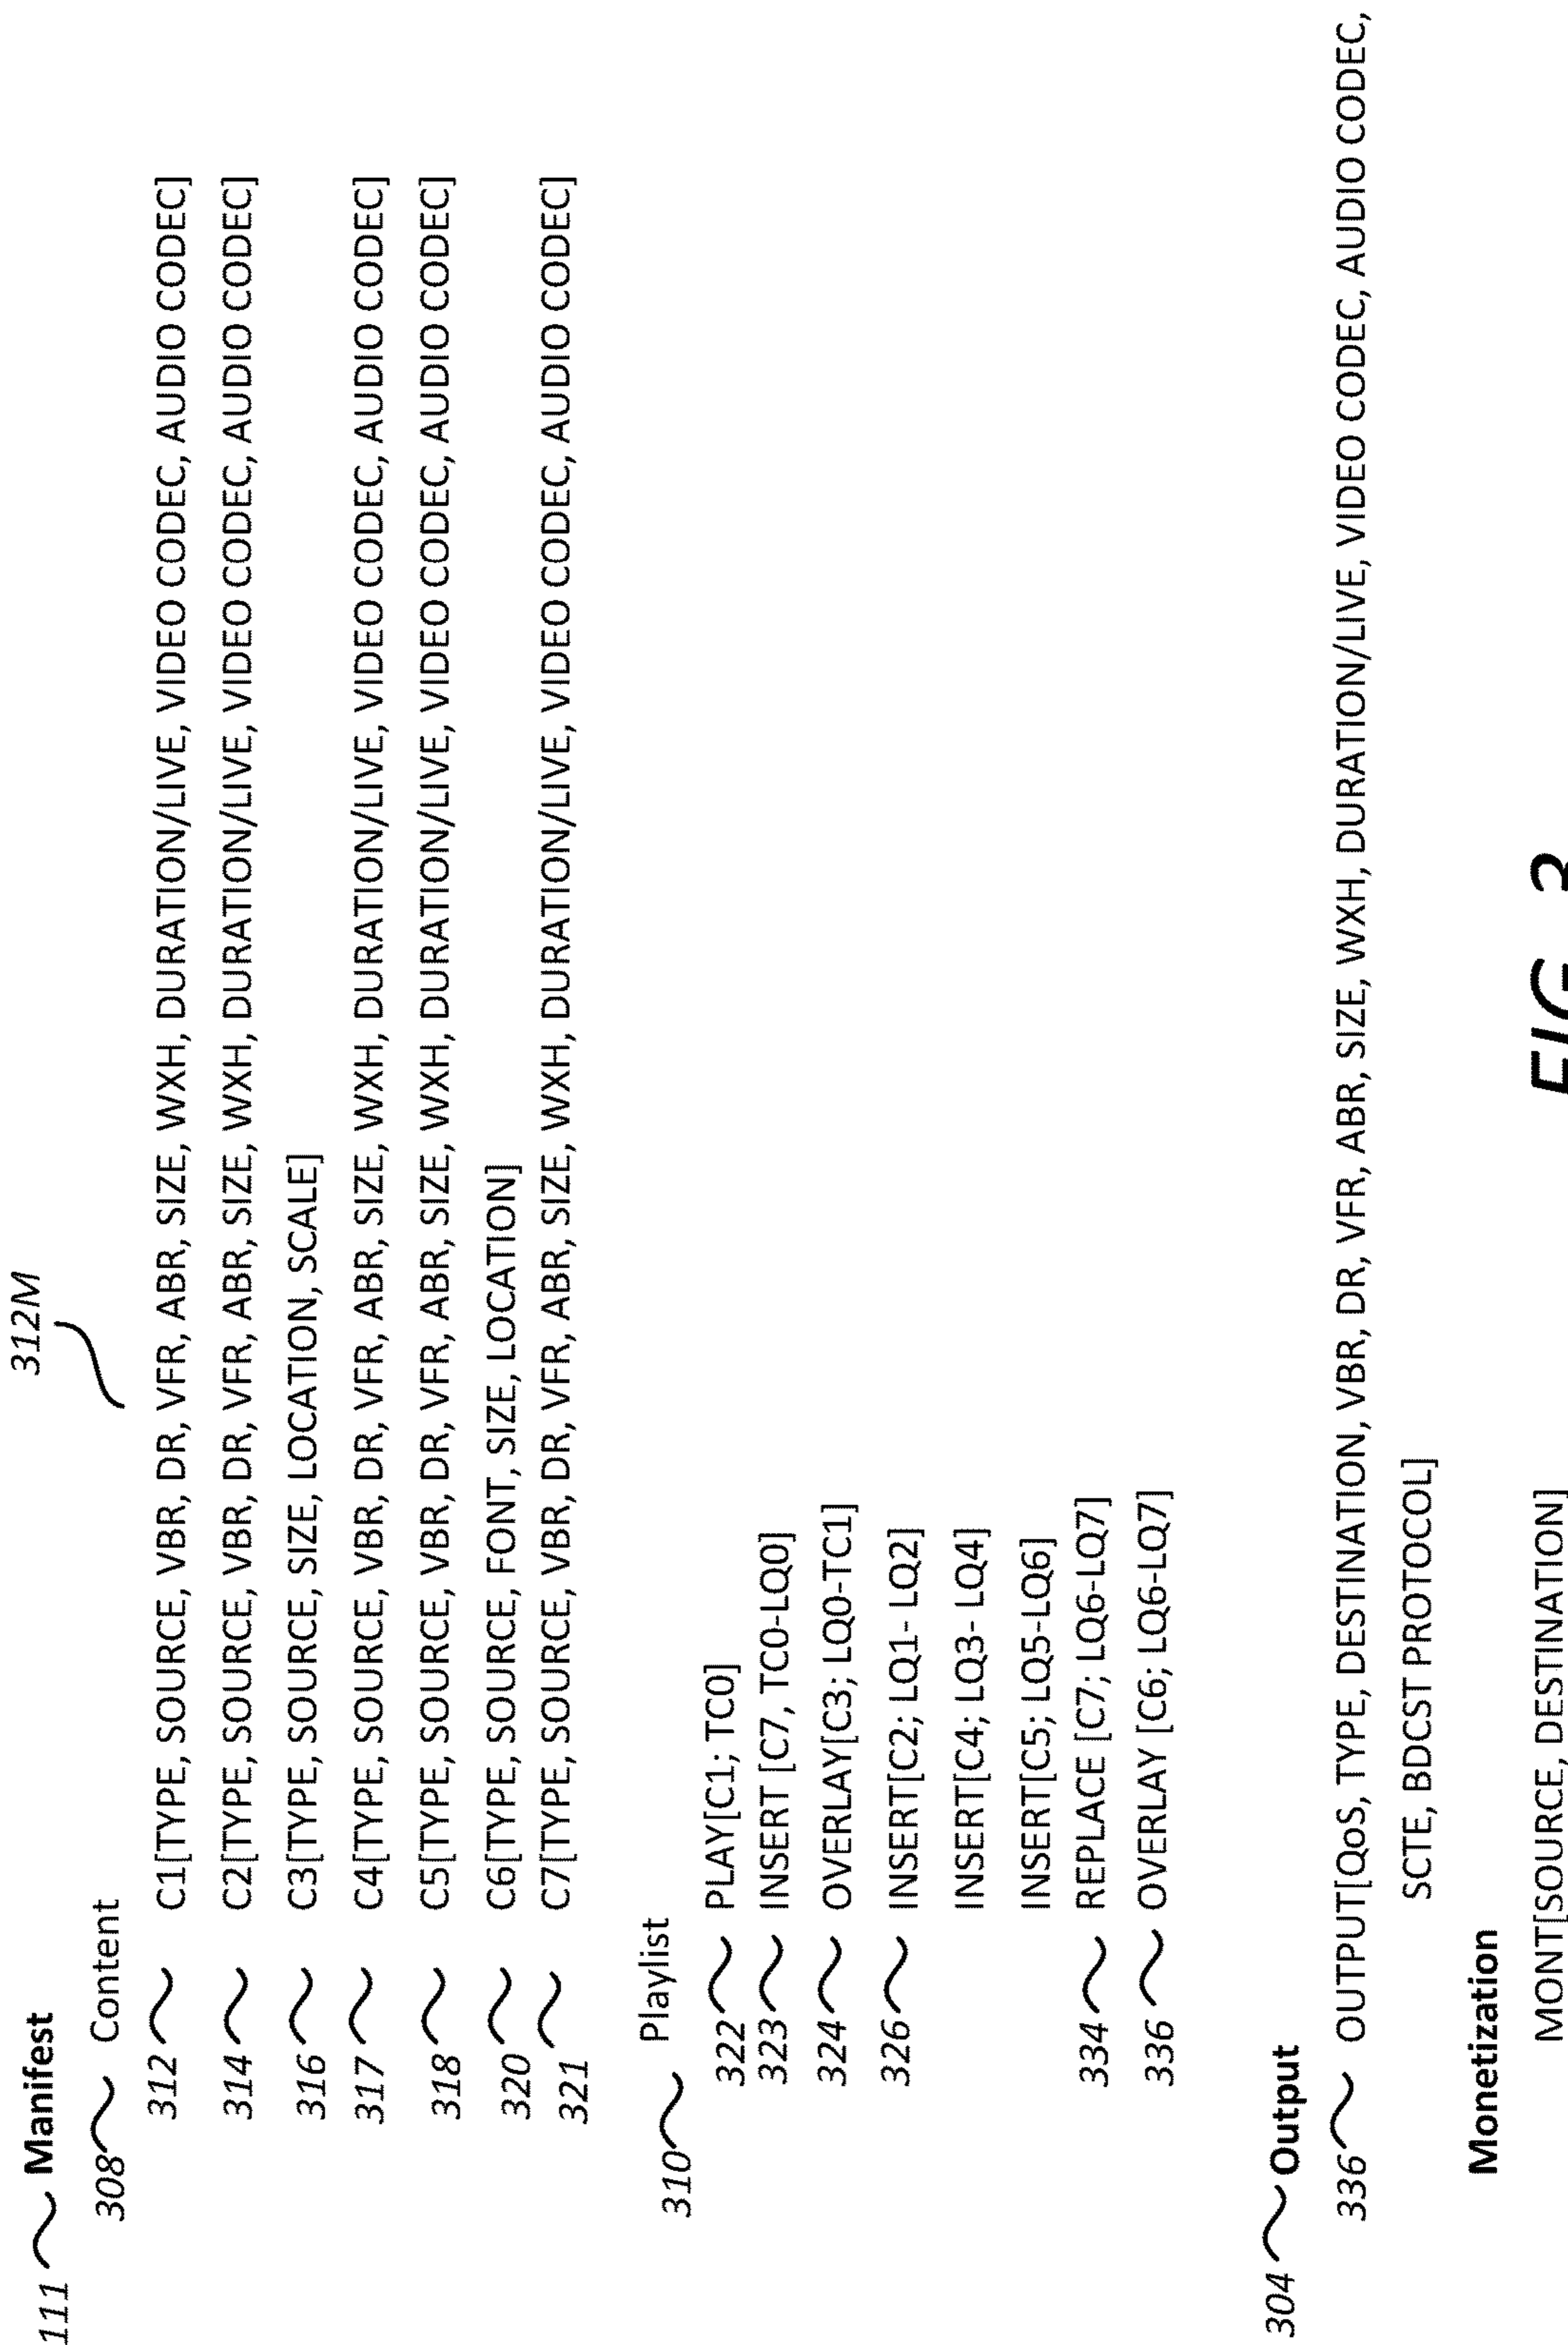 312M
111 Manifest
308 Content
312 C1[TYPE, SOURCE, VBR, DR, VFR, ABR, SIZE, WXH, DURATION/LIVE, VIDEO CODEC, AUDIO CODEC]
314 C2[TYPE, SOURCE, VBR, DR, VFR, ABR, SIZE, WXH, DURATION/LIVE, VIDEO CODEC, AUDIO CODEC]
316 C3[TYPE, SOURCE, SIZE, LOCATION, SCALE]
317 C4[TYPE, SOURCE, VBR, DR, VFR, ABR, SIZE, WXH, DURATION/LIVE, VIDEO CODEC, AUDIO CODEC]
318 C5[TYPE, SOURCE, VBR, DR, VFR, ABR, SIZE, WXH, DURATION/LIVE, VIDEO CODEC, AUDIO CODEC]
320 C6[TYPE, SOURCE, FONT, SIZE, LOCATION]
321 C7[TYPE, SOURCE, VBR, DR, VFR, ABR, SIZE, WXH, DURATION/LIVE, VIDEO CODEC, AUDIO CODEC]
310 Playlist
322 PLAY[C1; TC0]
323 INSERT [C7, TC0-LQ0]
324 OVERLAY[C3; LQ0-TC1]
326 INSERT[C2; LQ1- LQ2]
INSERT[C4; LQ3- LQ4]
INSERT[C5; LQ5-LQ6]
334 REPLACE [C7; LQ6-LQ7]
336 OVERLAY [C6; LQ6-LQ7]
304 Output
336 OUTPUT[QoS, TYPE, DESTINATION, VBR, DR, VFR, ABR, SIZE, WXH, DURATION/LIVE, VIDEO CODEC, AUDIO CODEC,
SCTE, BDCST PROTOCOL]
Monetization
MONT[SOURCE, DESTINATION]
FIG. 3